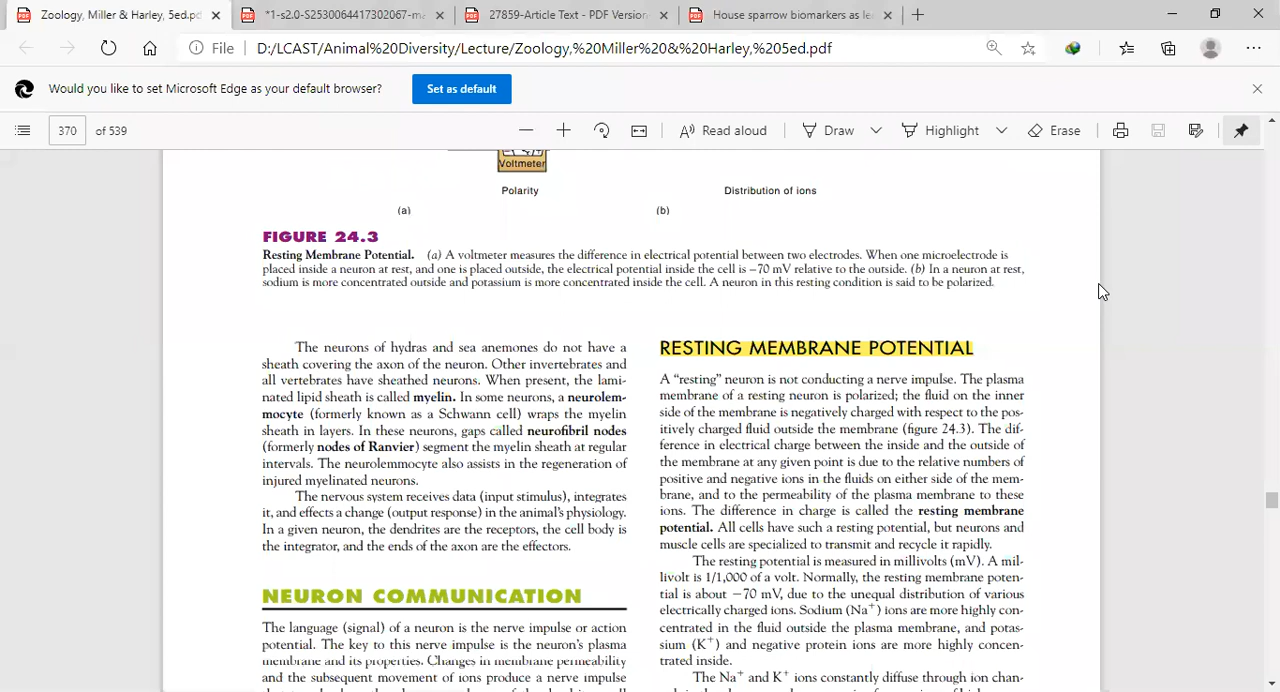 Zoology, Miller & Harley, 5ed.pd
*1-s2.0-S2530064417302067-m
27859-Article Text - PDF Version
House sparrow biomarkers as le
File D:/LCAST/Animal%20Diversity/Lecture/Zoology,%20Miller%20&%20Harley,%205ed.pdf
Would you like to set Microsoft Edge as your default browser? Set as default
370 of 539 Read aloud Draw Highlight Erase
Voltmeter
Polarity
Distribution of ions
(a)
(b)
FIGURE 24.3
Resting Membrane Potential. (a) A voltmeter measures the difference in electrical potential between two electrodes. When one microelectrode is
placed inside a neuron at rest, and one is placed outside, the electrical potential inside the cell is −70 mV relative to the outside. (b) In a neuron at rest,
sodium is more concentrated outside and potassium is more concentrated inside the cell. A neuron in this resting condition is said to be polarized.
The neurons of hydras and sea anemones do not have a
sheath covering the axon of the neuron. Other invertebrates and
all vertebrates have sheathed neurons. When present, the lami-
nated lipid sheath is called myelin. In some neurons, a neurolem-
mocyte (formerly known as a Schwann cell) wraps the myelin
sheath in layers. In these neurons, gaps called neurofibril nodes
(formerly nodes of Ranvier) segment the myelin sheath at regular
intervals. The neurolemmocyte also assists in the regeneration of
injured myelinated neurons.
The nervous system receives data (input stimulus), integrates
it, and effects a change (output response) in the animal's physiology.
In a given neuron, the dendrites are the receptors, the cell body is
the integrator, and the ends of the axon are the effectors.
NEURON COMMUNICATION
The language (signal) of a neuron is the nerve impulse or action
potential. The key to this nerve impulse is the neuron's plasma
membrane and its properties. Changes in membrane permeability
and the subsequent movement of ions produce a nerve impulse
RESTING MEMBRANE POTENTIAL
A “resting” neuron is not conducting a nerve impulse. The plasma
membrane of a resting neuron is polarized; the fluid on the inner
side of the membrane is negatively charged with respect to the pos-
itively charged fluid outside the membrane (figure 24.3). The dif-
ference in electrical charge between the inside and the outside of
the membrane at any given point is due to the relative numbers of
positive and negative ions in the fluids on either side of the mem-
brane, and to the permeability of the plasma membrane to these
ions. The difference in charge is called the resting membrane
potential. All cells have such a resting potential, but neurons and
muscle cells are specialized to transmit and recycle it rapidly.
The resting potential is measured in millivolts (mV). A mil-
livolt is 1/1,000 of a volt. Normally, the resting membrane poten-
tial is about −70 mV, due to the unequal distribution of various
electrically charged ions. Sodium (Na⁺) ions are more highly con-
centrated in the fluid outside the plasma membrane, and potas-
sium (K⁺) and negative protein ions are more highly concen-
trated inside.
The Na⁺ and K⁺ ions constantly diffuse through ion chan-